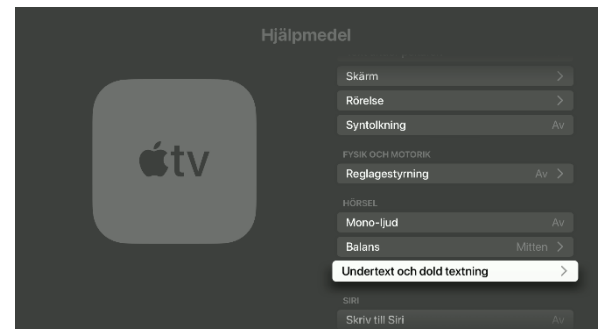 Hjälpmedel
Skärm
Rörelse
Syntolkning Av
FYSIK OCH MOTORIK
Reglagestyrning Av
HÖRSEL
tv
Mono-ljud Av
Balans Mitten
Undertext och dold textning
SIRI
Skriv till Siri Av